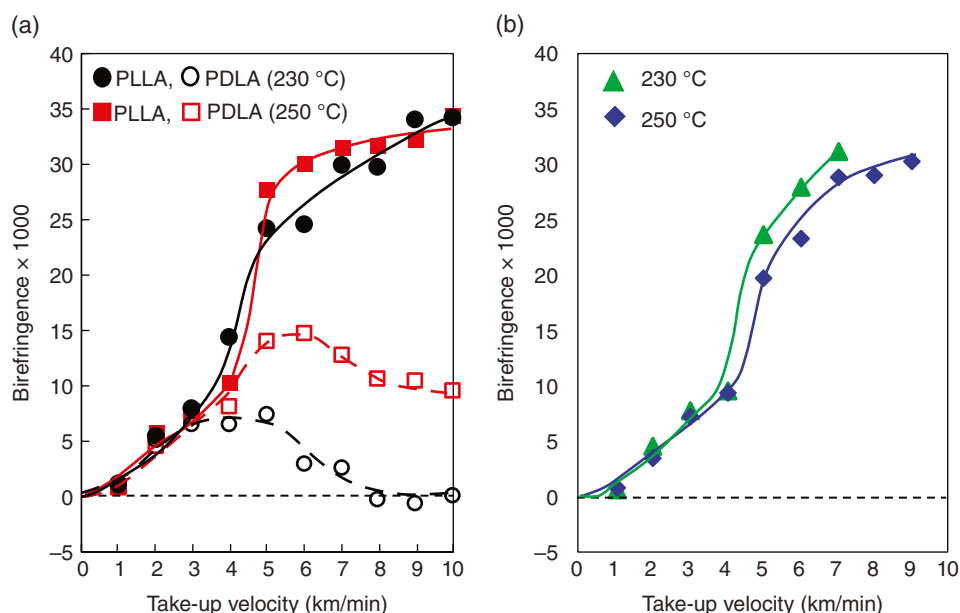 (a)
40
35
30
25
20
15
10
5
0
–5
Birefringence × 1000
PLLA, PDLA (230 °C)
PLLA, PDLA (250 °C)
0 1 2 3 4 5 6 7 8 9 10
Take-up velocity (km/min)
(b)
40
35
30
25
20
15
10
5
0
–5
Birefringence × 1000
230 °C
250 °C
0 1 2 3 4 5 6 7 8 9 10
Take-up velocity (km/min)